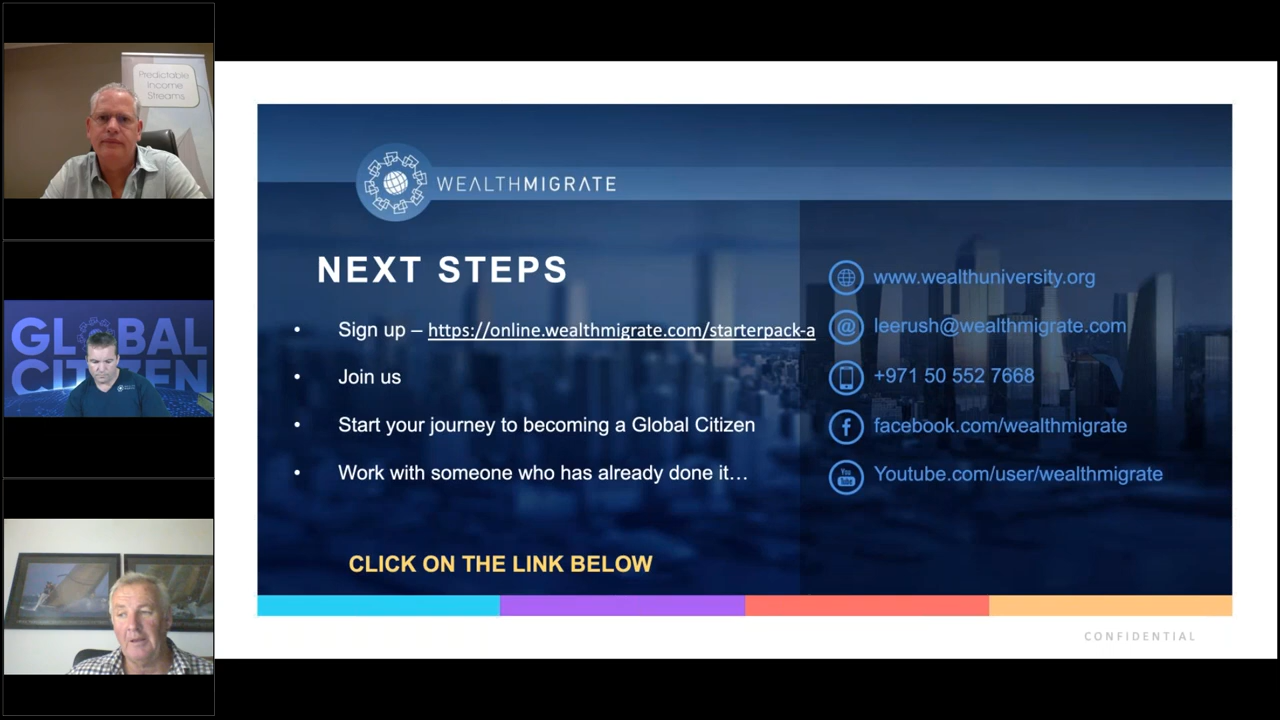 Predictable
Income
Streams
GLOBAL
CITIZEN
WEALTHMIGRATE
NEXT STEPS
• Sign up – https://online.wealthmigrate.com/starterpack-a
• Join us
• Start your journey to becoming a Global Citizen
• Work with someone who has already done it…
CLICK ON THE LINK BELOW
www.wealthuniversity.org
@ leerush@wealthmigrate.com
+971 50 552 7668
f facebook.com/wealthmigrate
You Tube Youtube.com/user/wealthmigrate
CONFIDENTIAL